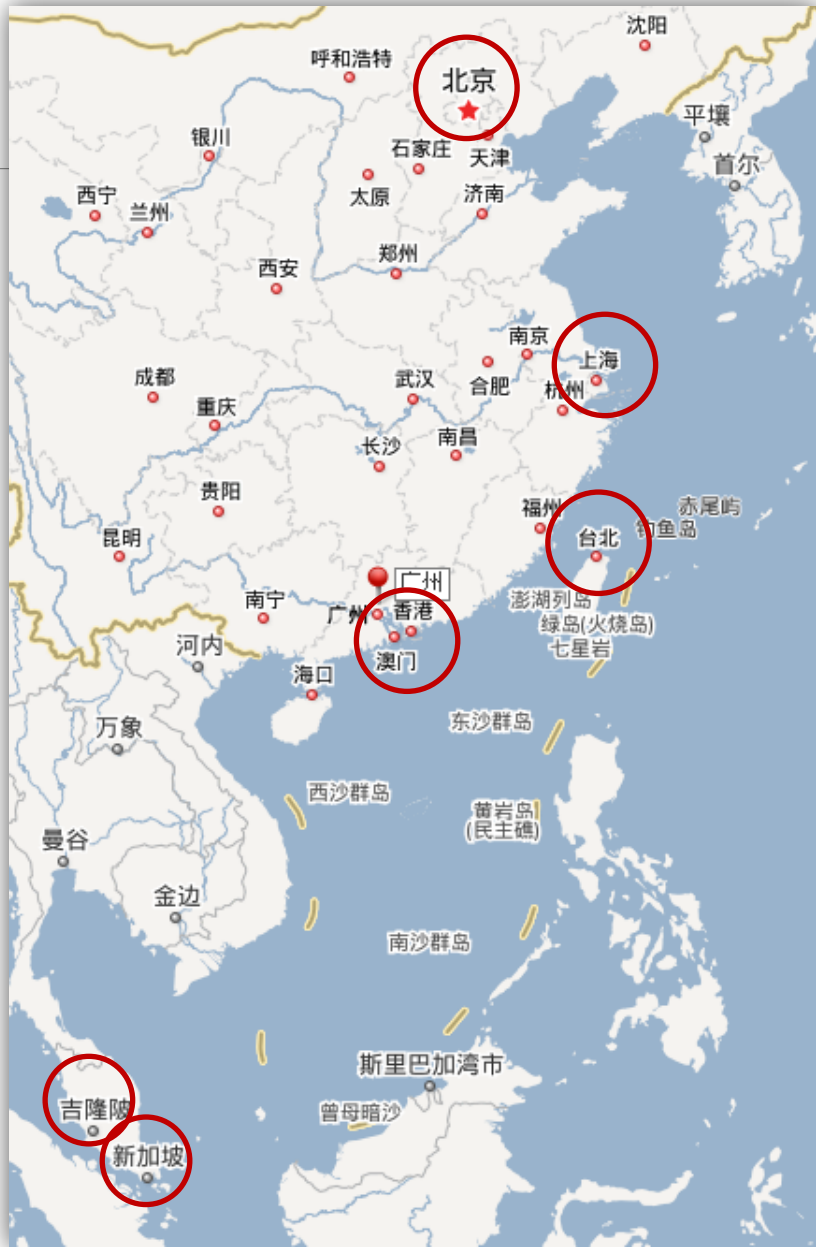 沈阳
呼和浩特
北京
平壤
银川
石家庄
天津
首尔
太原
济南
西宁
兰州
郑州
西安
南京
上海
成都
武汉
合肥
杭州
重庆
长沙
南昌
贵阳
福州
赤尾屿
钓鱼岛
昆明
台北
广州
南宁
广州
香港
澎湖列岛
绿岛(火烧岛)
七星岩
河内
澳门
海口
东沙群岛
万象
西沙群岛
黄岩岛
(民主礁)
曼谷
金边
南沙群岛
斯里巴加湾市
吉隆陂
曾母暗沙
新加坡